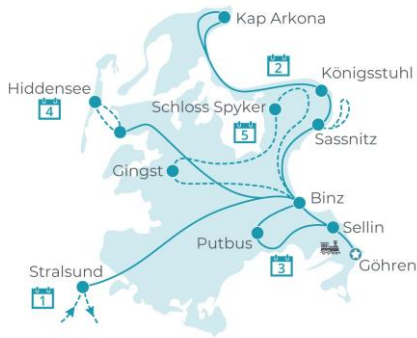 Kap Arkona
2
Königsstuhl
Hiddensee
4
Schloss Spyker
5
Sassnitz
Gingst
Binz
Sellin
Putbus
Göhren
Stralsund
3
1